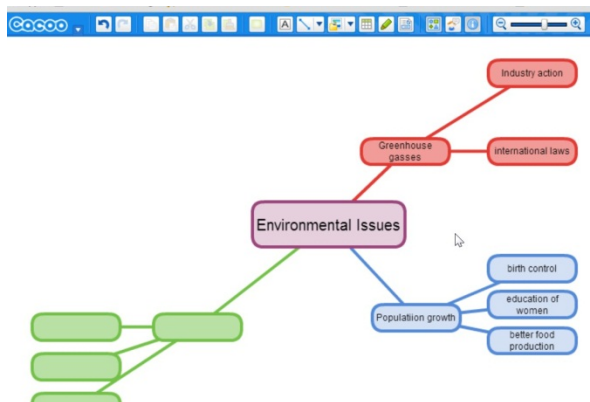 cacoo
A
Industry action
Greenhouse
gasses
international laws
Environmental Issues
birth control
education of
women
Populatiion growth
better food
production